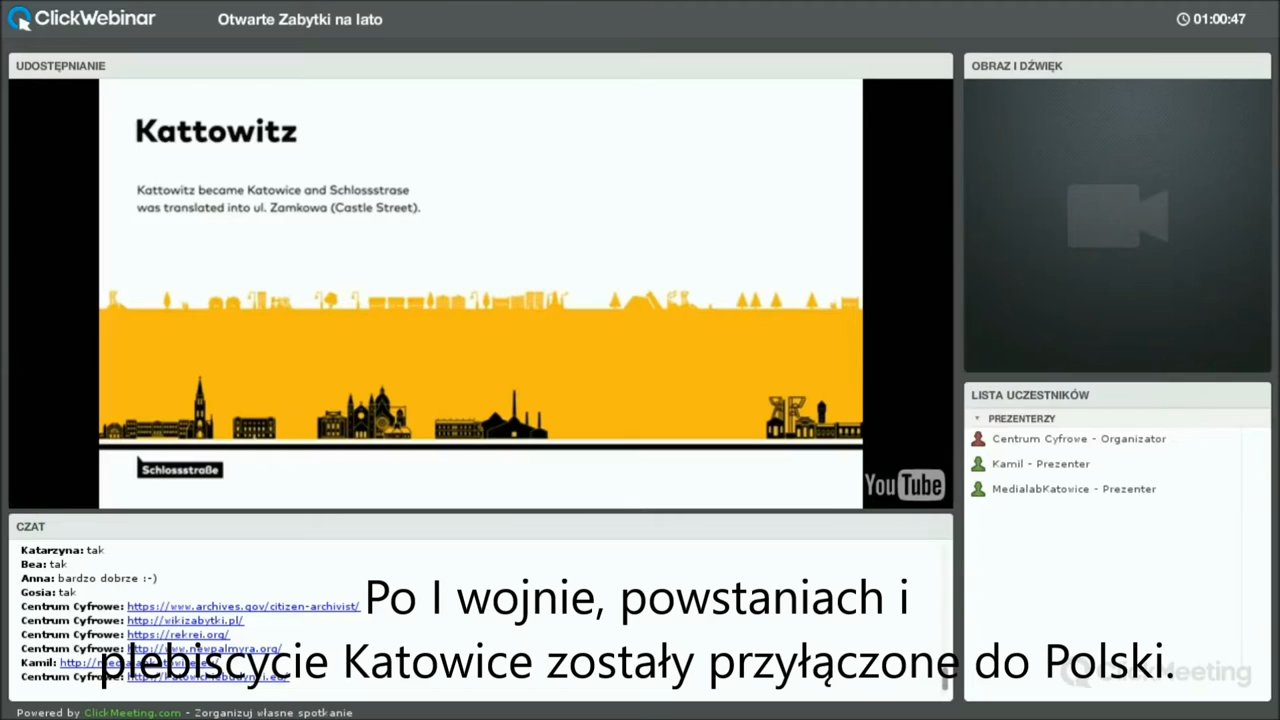 ClickWebinar
Otwarte Zabytki na lato
01:00:47
UDOSTĘPNIANIE
Kattowitz
Kattowitz became Katowice and Schlossstrase
was translated into ul. Zamkowa (Castle Street).
Schlossstraße
YouTube
OBRAZ I DŹWIĘK
LISTA UCZESTNIKÓW
PREZENTERZY
Centrum Cyfrowe - Organizator
Kamil - Prezenter
MedialabKatowice - Prezenter
CZAT
Katarzyna: tak
Bea: tak
Anna: bardzo dobrze :-)
Gosia: tak
Centrum Cyfrowe: https://www.archives.gov/citizen-archivist/
Centrum Cyfrowe: http://wikizabytki.pl/
Centrum Cyfrowe: https://rekrei.org/
Centrum Cyfrowe: http://www.newpalmyra.org/
Kamil:
Centrum Cyfrowe:
Po I wojnie, powstaniach i
plebiscycie Katowice zostały przyłączone do Polski.
ClickMeeting
Powered by ClickMeeting.com - Zorganizuj własne spotkanie